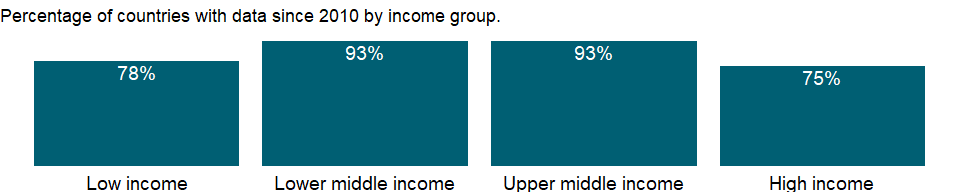 Percentage of countries with data since 2010 by income group.
78%
93%
93%
75%
Low income
Lower middle income
Upper middle income
High income